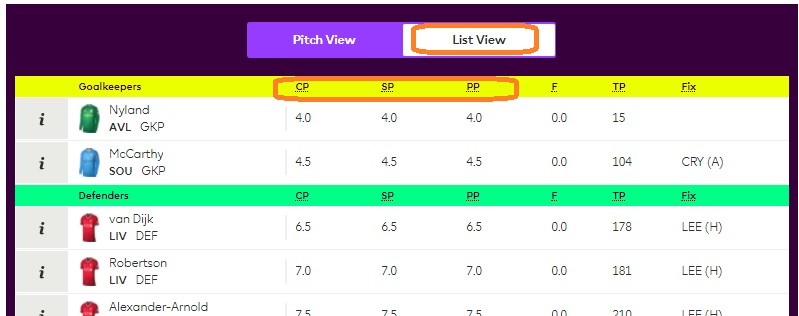 Pitch View List View
Goalkeepers CP SP PP F TP Fix
i Nyland 4.0 4.0 4.0 0.0 15
AVL GKP
i McCarthy 4.5 4.5 4.5 0.0 104 CRY (A)
SOU GKP
Defenders CP SP PP F TP Fix
i van Dijk 6.5 6.5 6.5 0.0 178 LEE (H)
LIV DEF
i Robertson 7.0 7.0 7.0 0.0 181 LEE (H)
LIV DEF
Alexander-Arnold 7.5 7.5 7.5 0.0 210 LEE (H)